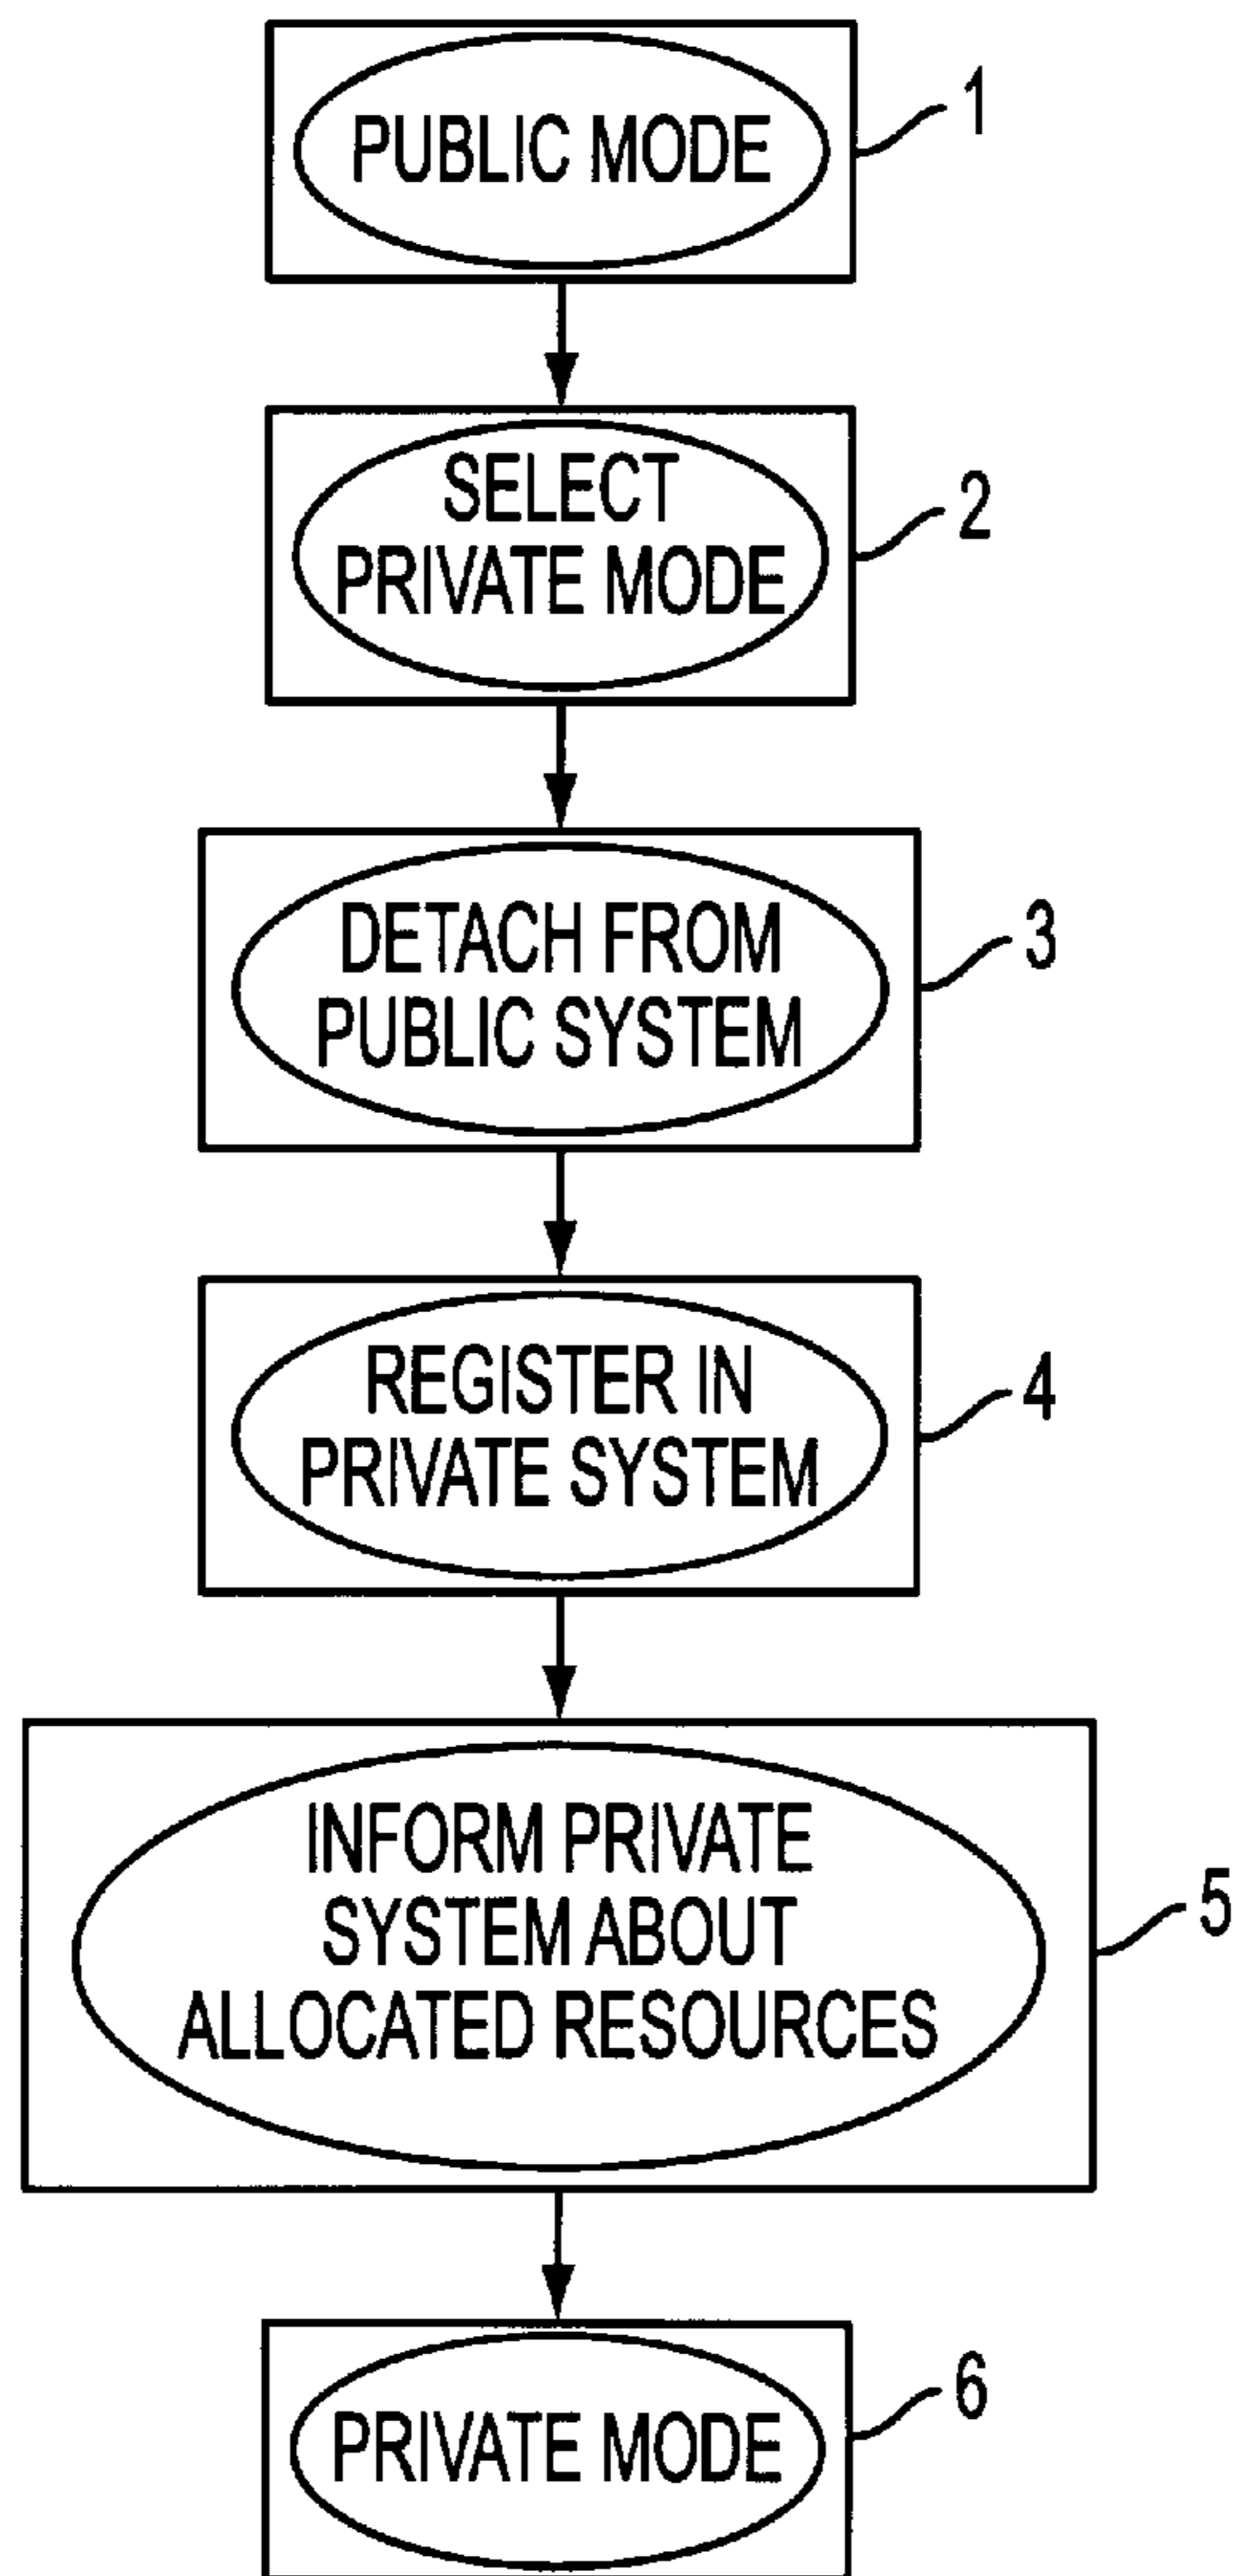 PUBLIC MODE
1
SELECT
PRIVATE MODE
2
DETACH FROM
PUBLIC SYSTEM
3
REGISTER IN
PRIVATE SYSTEM
4
INFORM PRIVATE
SYSTEM ABOUT
ALLOCATED RESOURCES
5
PRIVATE MODE
6